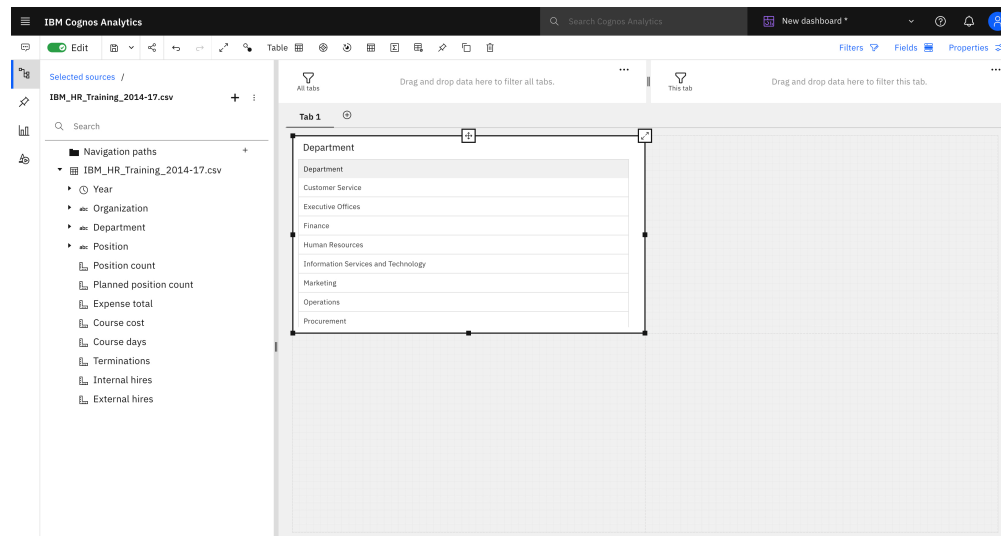 IBM Cognos Analytics
Search Cognos Analytics
New dashboard *
Edit
Table
Filters
Fields
Properties
Selected sources /
IBM_HR_Training_2014-17.csv
Search
Navigation paths
IBM_HR_Training_2014-17.csv
Year
abc Organization
abc Department
abc Position
Position count
Planned position count
Expense total
Course cost
Course days
Terminations
Internal hires
External hires
All tabs
Drag and drop data here to filter all tabs.
This tab
Drag and drop data here to filter this tab.
Tab 1
Department
Department
Customer Service
Executive Offices
Finance
Human Resources
Information Services and Technology
Marketing
Operations
Procurement